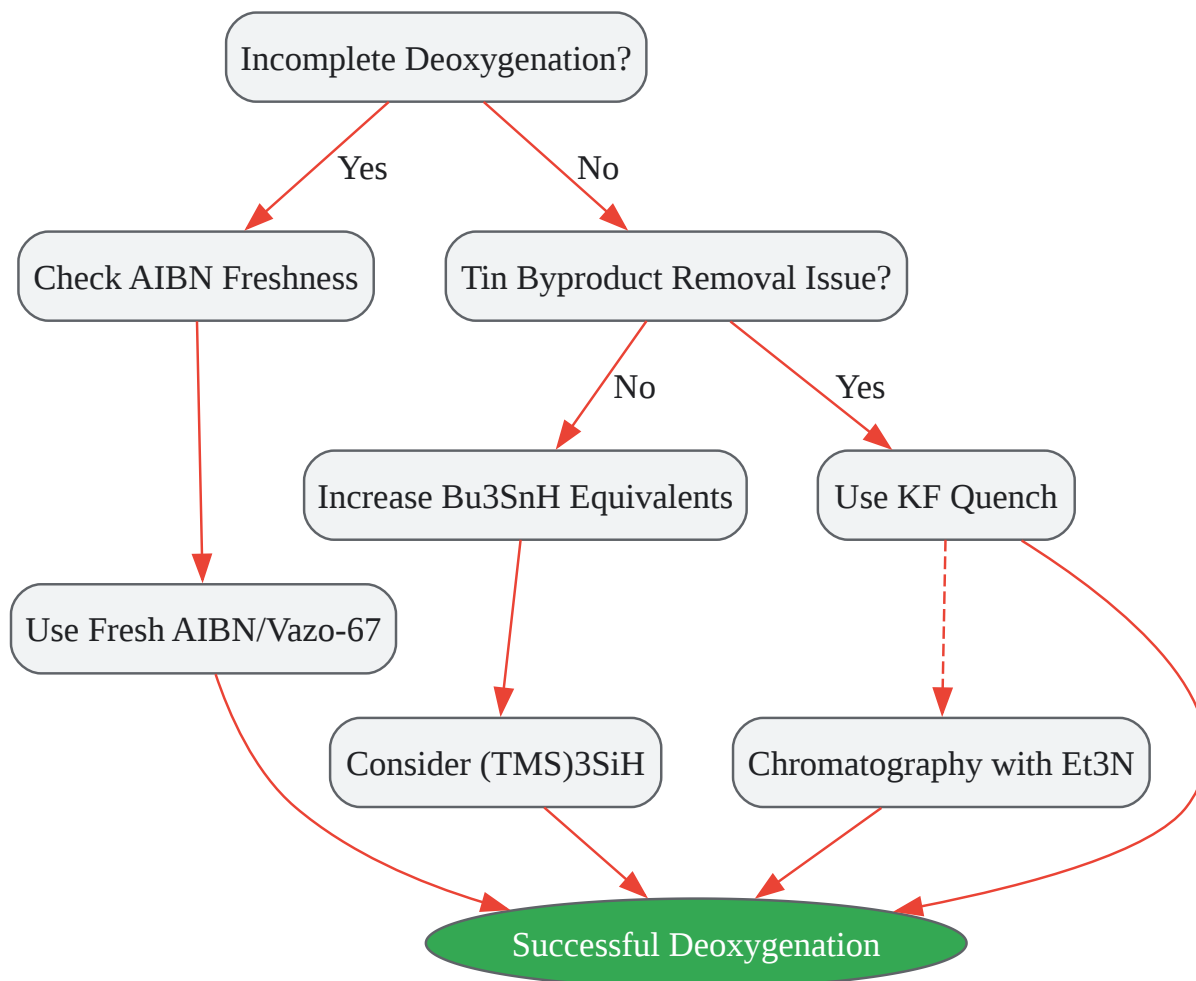 Incomplete Deoxygenation?
Yes
No
Check AIBN Freshness
Tin Byproduct Removal Issue?
No
Yes
Increase Bu3SnH Equivalents
Use KF Quench
Use Fresh AIBN/Vazo-67
Consider (TMS)3SiH
Chromatography with Et3N
Successful Deoxygenation